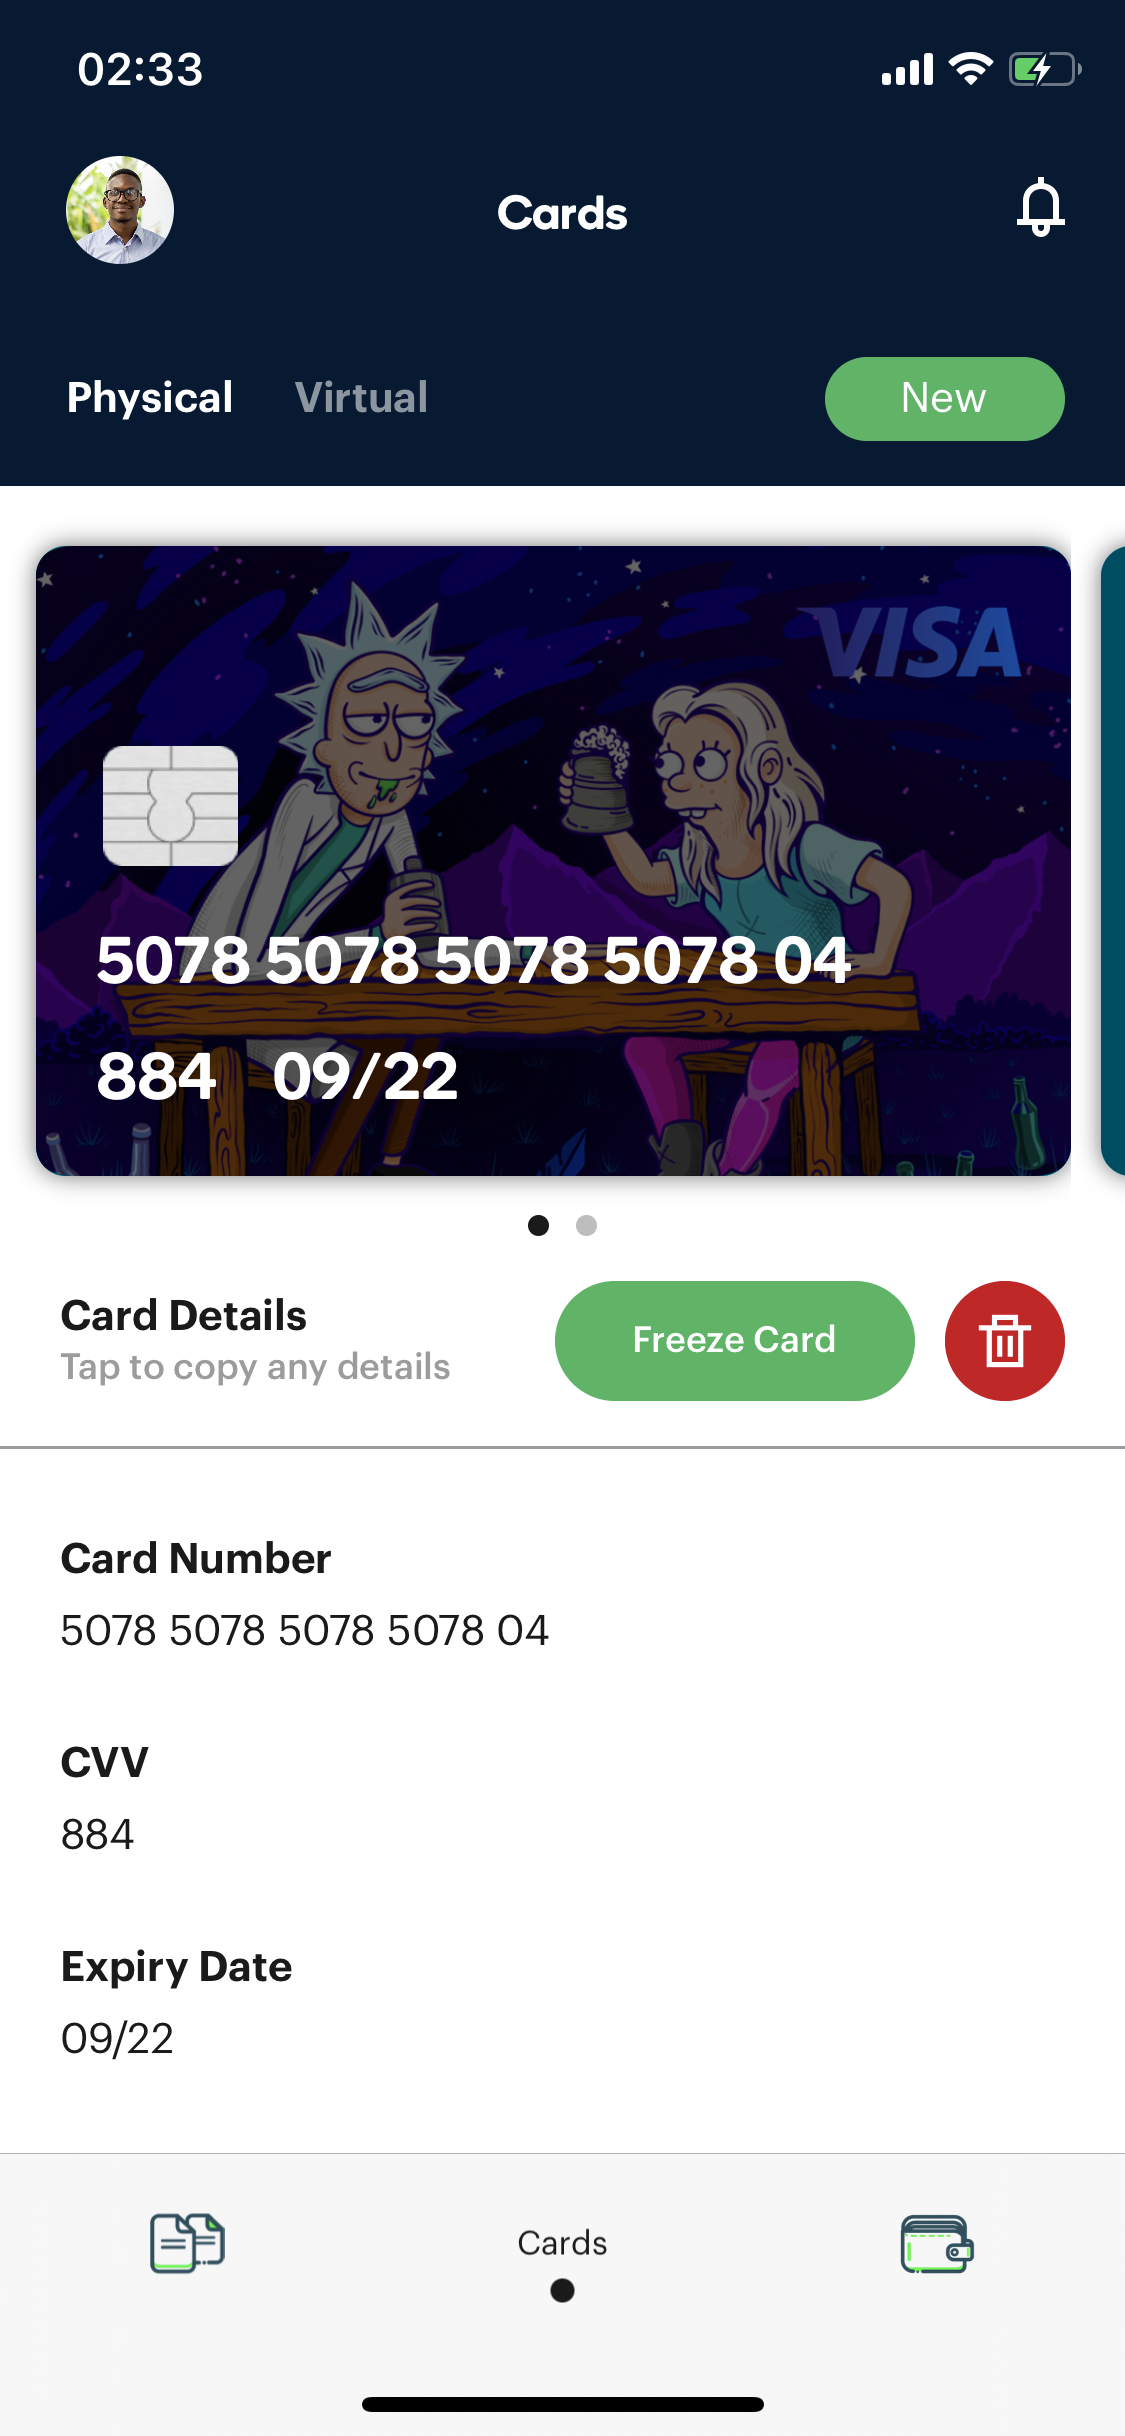 02:33
Cards
Physical Virtual New
VISA
5078 5078 5078 5078 04
884 09/22
Card Details
Tap to copy any details
Freeze Card
Card Number
5078 5078 5078 5078 04
CVV
884
Expiry Date
09/22
Cards